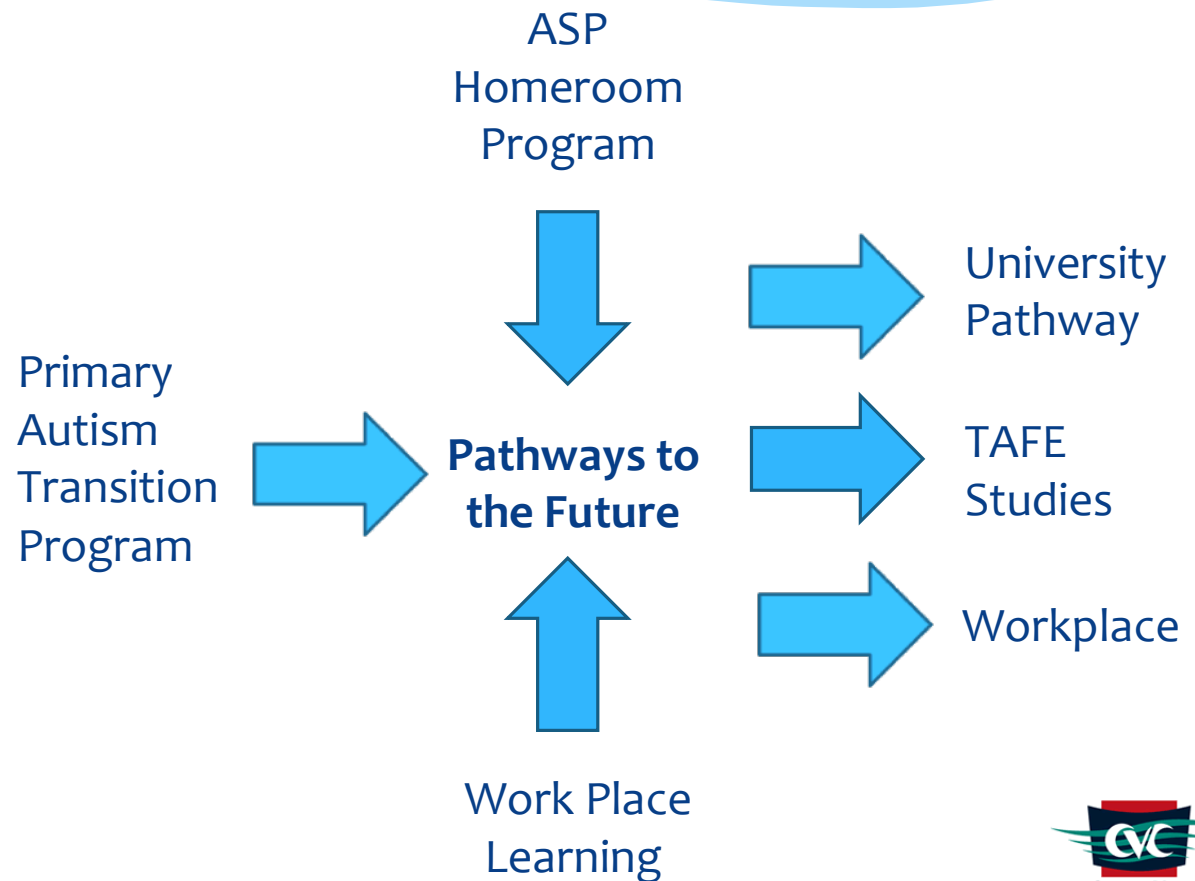 ASP
Homeroom
Program
University
Pathway
Primary
Autism
Transition
Program
Pathways to
the Future
TAFE
Studies
Workplace
Work Place
Learning
CVC